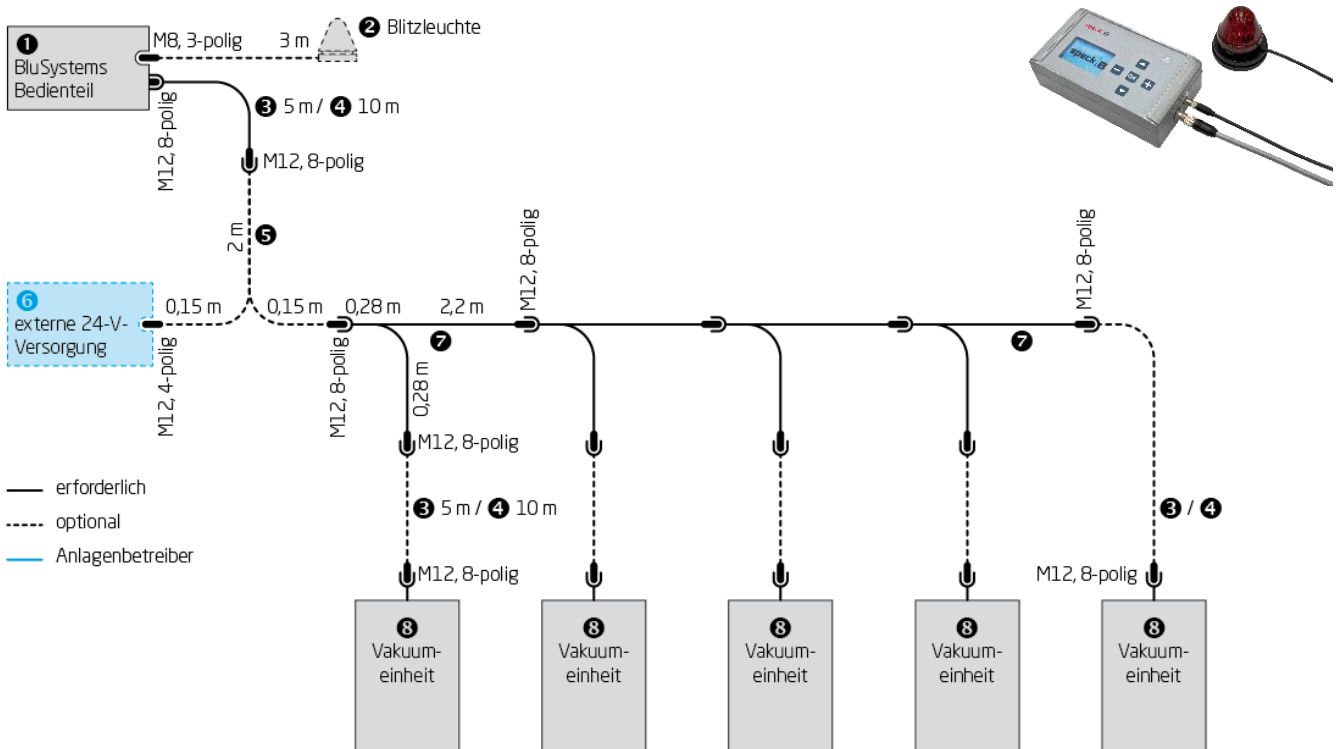 ❶
BluSystems
Bedienteil
M8, 3-polig
3 m
❷ Blitzleuchte
M12, 8-polig
❸ 5 m / ❹ 10 m
M12, 8-polig
2 m
❺
speck
❻
externe 24-V-
Versorgung
0,15 m
0,15 m
0,28 m
2,2 m
M12, 8-polig
M12, 8-polig
M12, 4-polig
M12, 8-polig
❼
❼
0,28 m
M12, 8-polig
erforderlich
optional
Anlagenbetreiber
❸ 5 m / ❹ 10 m
❸ / ❹
M12, 8-polig
M12, 8-polig
❽
Vakuum-
einheit
❽
Vakuum-
einheit
❽
Vakuum-
einheit
❽
Vakuum-
einheit
❽
Vakuum-
einheit